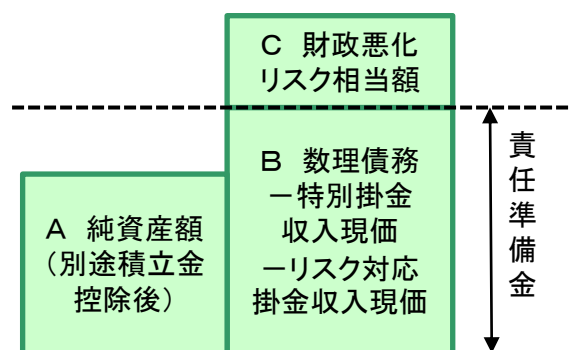 C 財政悪化
リスク相当額
B 数理債務
−特別掛金
収入現価
−リスク対応
掛金収入現価
A 純資産額
(別途積立金
控除後)
責任準備金